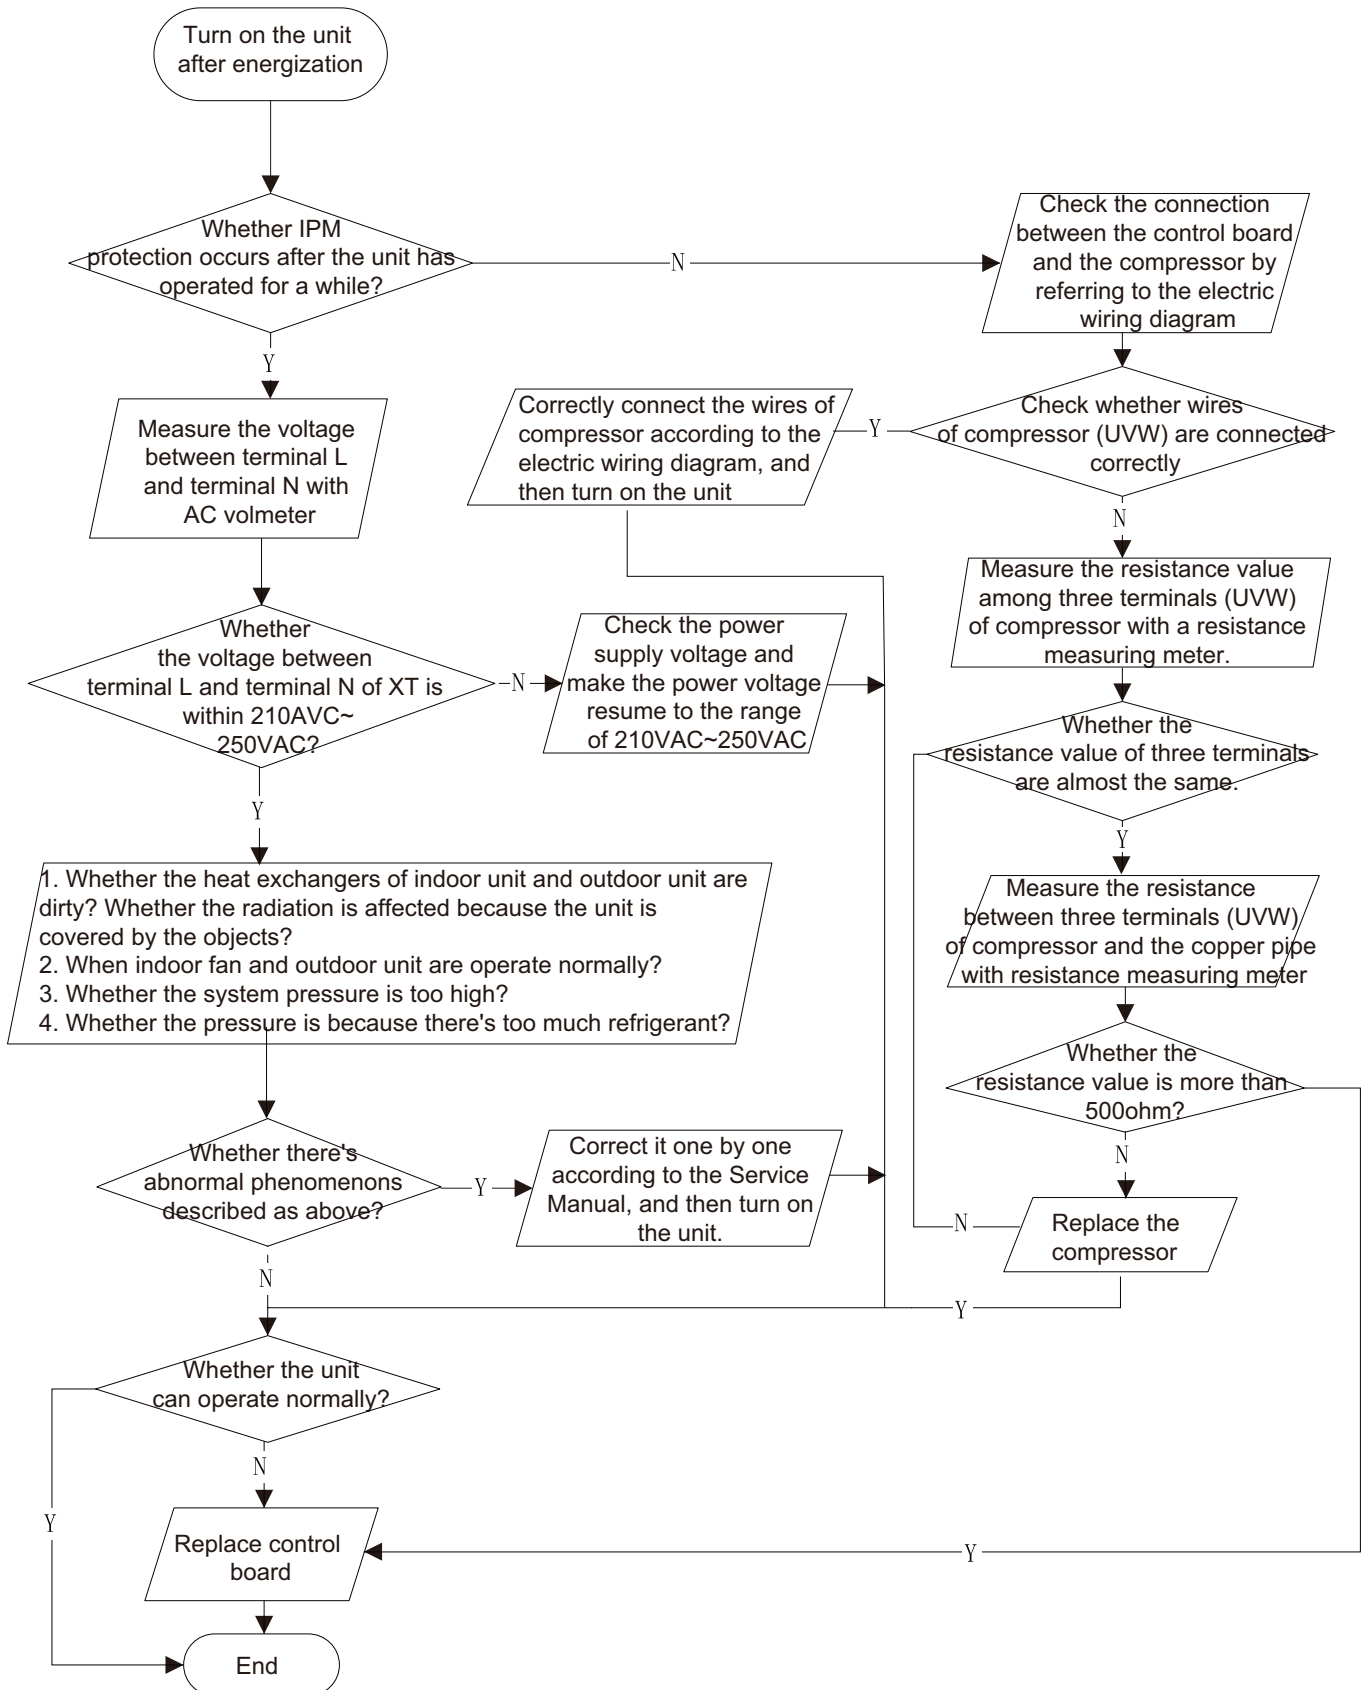 Turn on the unit
after energization
Whether IPM
protection occurs after the unit has
operated for a while?
N
Check the connection
between the control board
and the compressor by
referring to the electric
wiring diagram
Y
Measure the voltage
between terminal L
and terminal N with
AC volmeter
Correctly connect the wires of
compressor according to the
electric wiring diagram, and
then turn on the unit
Y
Check whether wires
of compressor (UVW) are connected
correctly
N
Measure the resistance value
among three terminals (UVW)
of compressor with a resistance
measuring meter.
Whether
the voltage between
terminal L and terminal N of XT is
within 210AVC~
250VAC?
N
Check the power
supply voltage and
make the power voltage
resume to the range
of 210VAC~250VAC
Whether the
resistance value of three terminals
are almost the same.
Y
Y
Measure the resistance
between three terminals (UVW)
of compressor and the copper pipe
with resistance measuring meter
1. Whether the heat exchangers of indoor unit and outdoor unit are
dirty? Whether the radiation is affected because the unit is
covered by the objects?
2. When indoor fan and outdoor unit are operate normally?
3. Whether the system pressure is too high?
4. Whether the pressure is because there's too much refrigerant?
Whether the
resistance value is more than
500ohm?
N
Whether there's
abnormal phenomenons
described as above?
Y
Correct it one by one
according to the Service
Manual, and then turn on
the unit.
N
Replace the
compressor
N
Y
Whether the unit
can operate normally?
N
Y
Replace control
board
Y
End